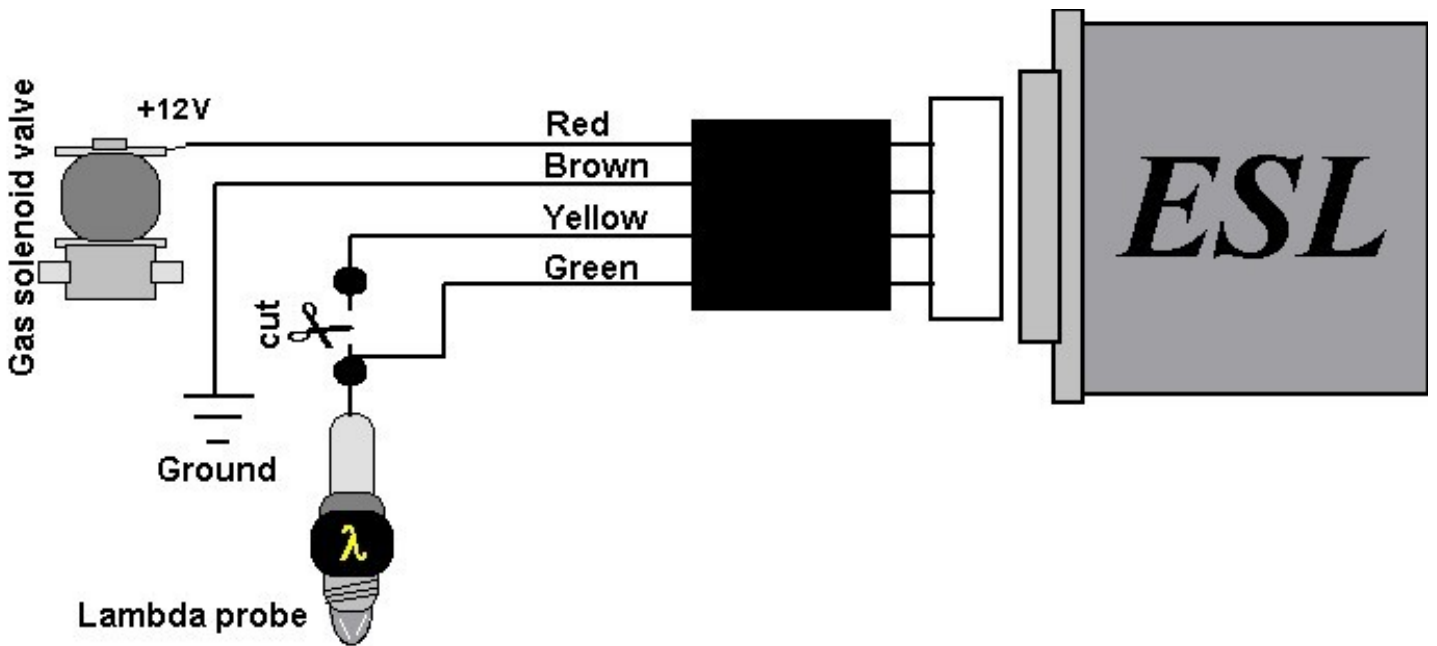 Gas solenoid valve
+12V
Red
Brown
Yellow
Green
cut
Ground
λ
Lambda probe
ESL